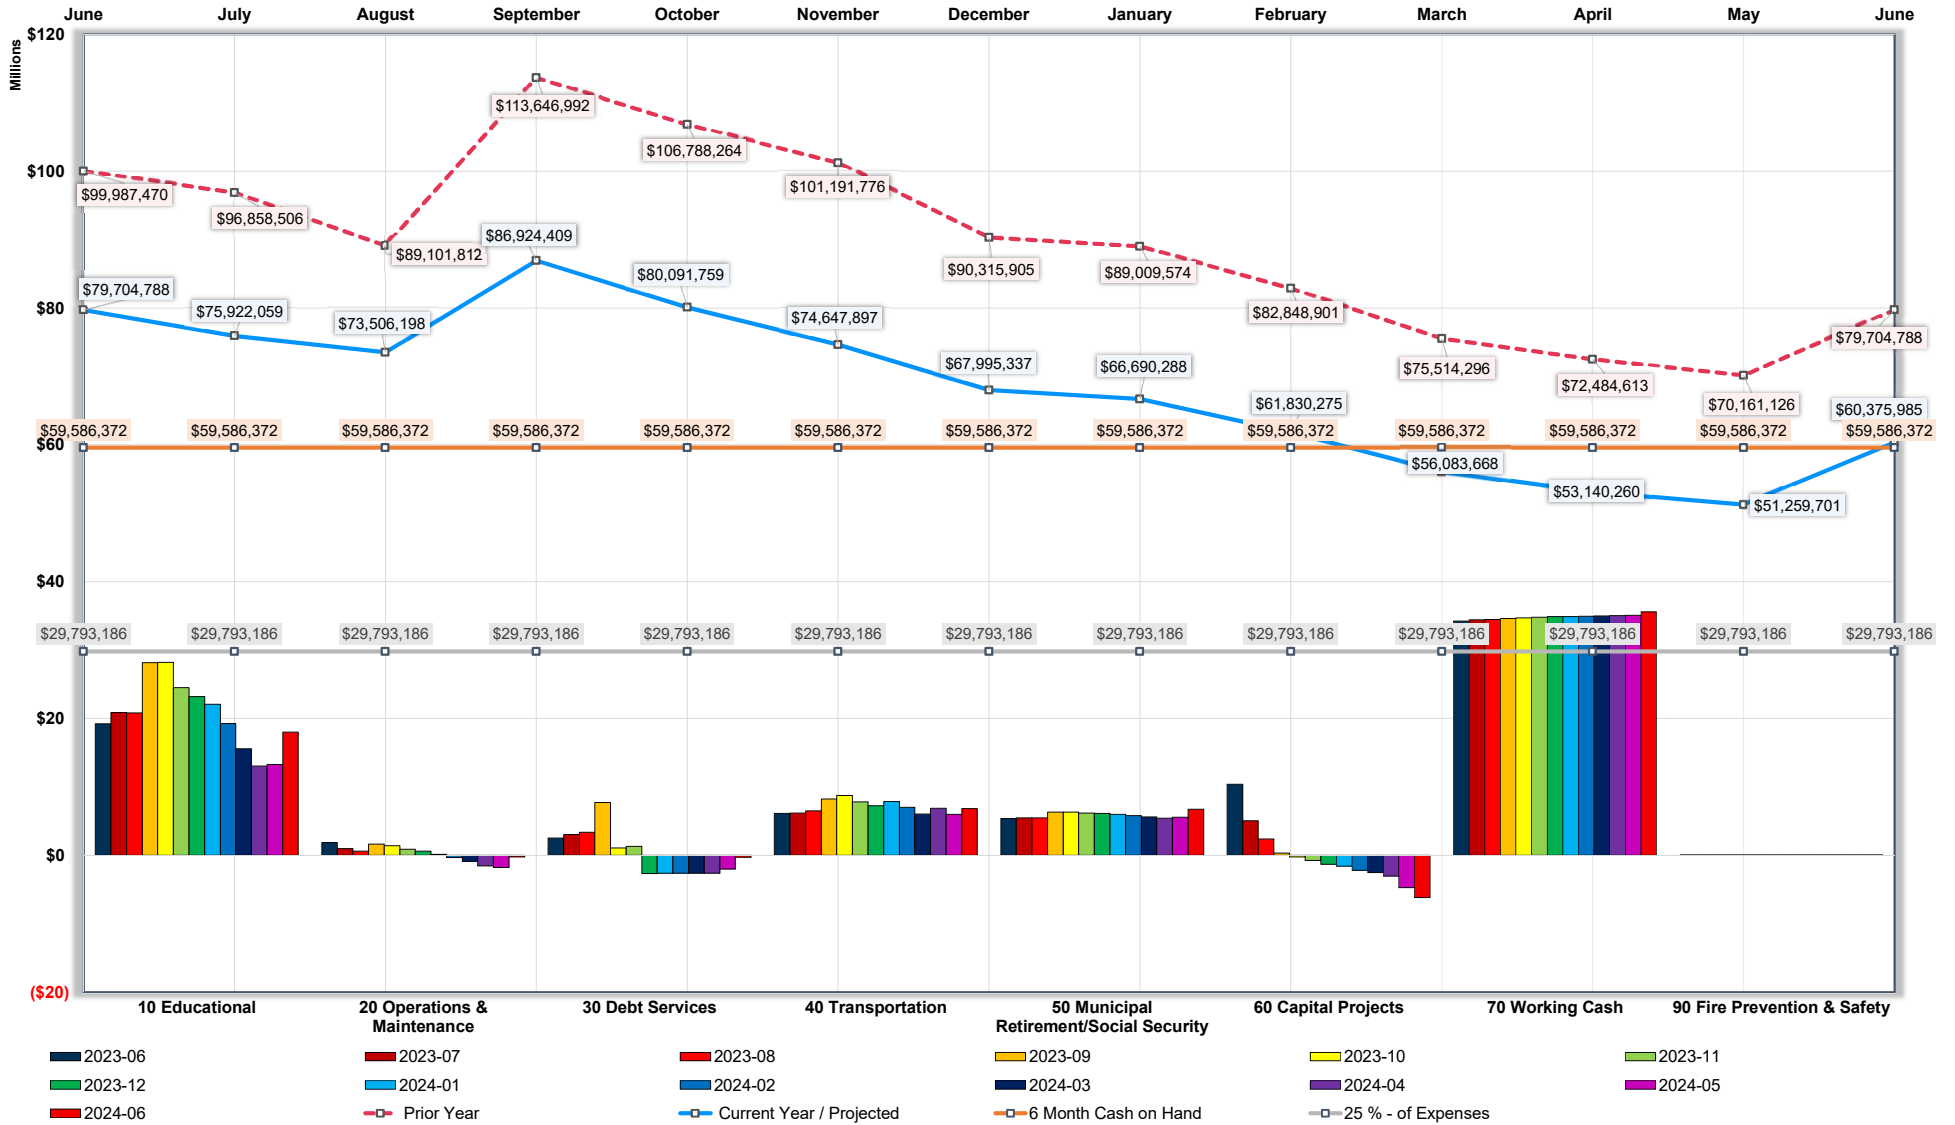 June July August September October November December January February March April May June
Millions
$120
$100
$80
$60
$40
$20
$0
($20)
$99,987,470 $96,858,506 $89,101,812 $113,646,992 $106,788,264 $101,191,776 $90,315,905 $89,009,574 $82,848,901 $75,514,296 $72,484,613 $70,161,126 $79,704,788
$79,704,788 $75,922,059 $73,506,198 $86,924,409 $80,091,759 $74,647,897 $67,995,337 $66,690,288 $61,830,275 $56,083,668 $53,140,260 $51,259,701 $60,375,985
$59,586,372 $59,586,372 $59,586,372 $59,586,372 $59,586,372 $59,586,372 $59,586,372 $59,586,372 $59,586,372 $59,586,372 $59,586,372 $59,586,372 $59,586,372
$29,793,186 $29,793,186 $29,793,186 $29,793,186 $29,793,186 $29,793,186 $29,793,186 $29,793,186 $29,793,186 $29,793,186 $29,793,186 $29,793,186 $29,793,186
10 Educational
20 Operations &
Maintenance
30 Debt Services
40 Transportation
50 Municipal
Retirement/Social Security
60 Capital Projects
70 Working Cash
90 Fire Prevention & Safety
2023-06 2023-07 2023-08 2023-09 2023-10 2023-11
2023-12 2024-01 2024-02 2024-03 2024-04 2024-05
2024-06 Prior Year Current Year / Projected 6 Month Cash on Hand 25 % - of Expenses